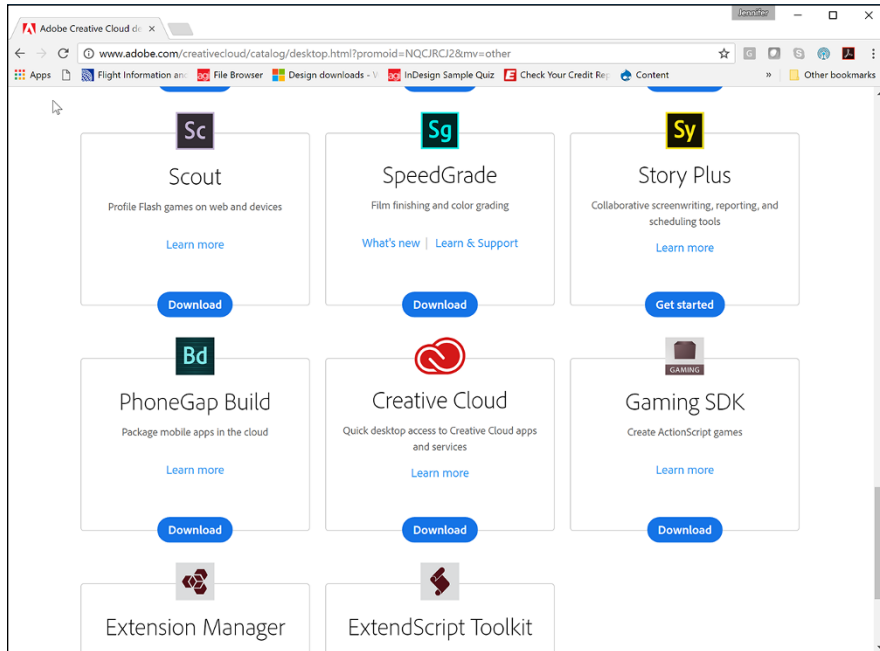 Jennifer
Adobe Creative Cloud de
www.adobe.com/creativecloud/catalog/desktop.html?promoid=NQCJRCJ2&mv=other
Apps Flight Information an File Browser Design downloads - agi InDesign Sample Quiz Check Your Credit Rep Content » Other bookmarks
Sc Sg Sy
Scout SpeedGrade Story Plus
Profile Flash games on web and devices Film finishing and color grading Collaborative screenwriting, reporting, and
scheduling tools
Learn more What's new | Learn & Support Learn more
Download Download Get started
Bd GAMING
PhoneGap Build Creative Cloud Gaming SDK
Package mobile apps in the cloud Quick desktop access to Creative Cloud apps Create ActionScript games
and services
Learn more Learn more Learn more
Download Download Download
Extension Manager ExtendScript Toolkit